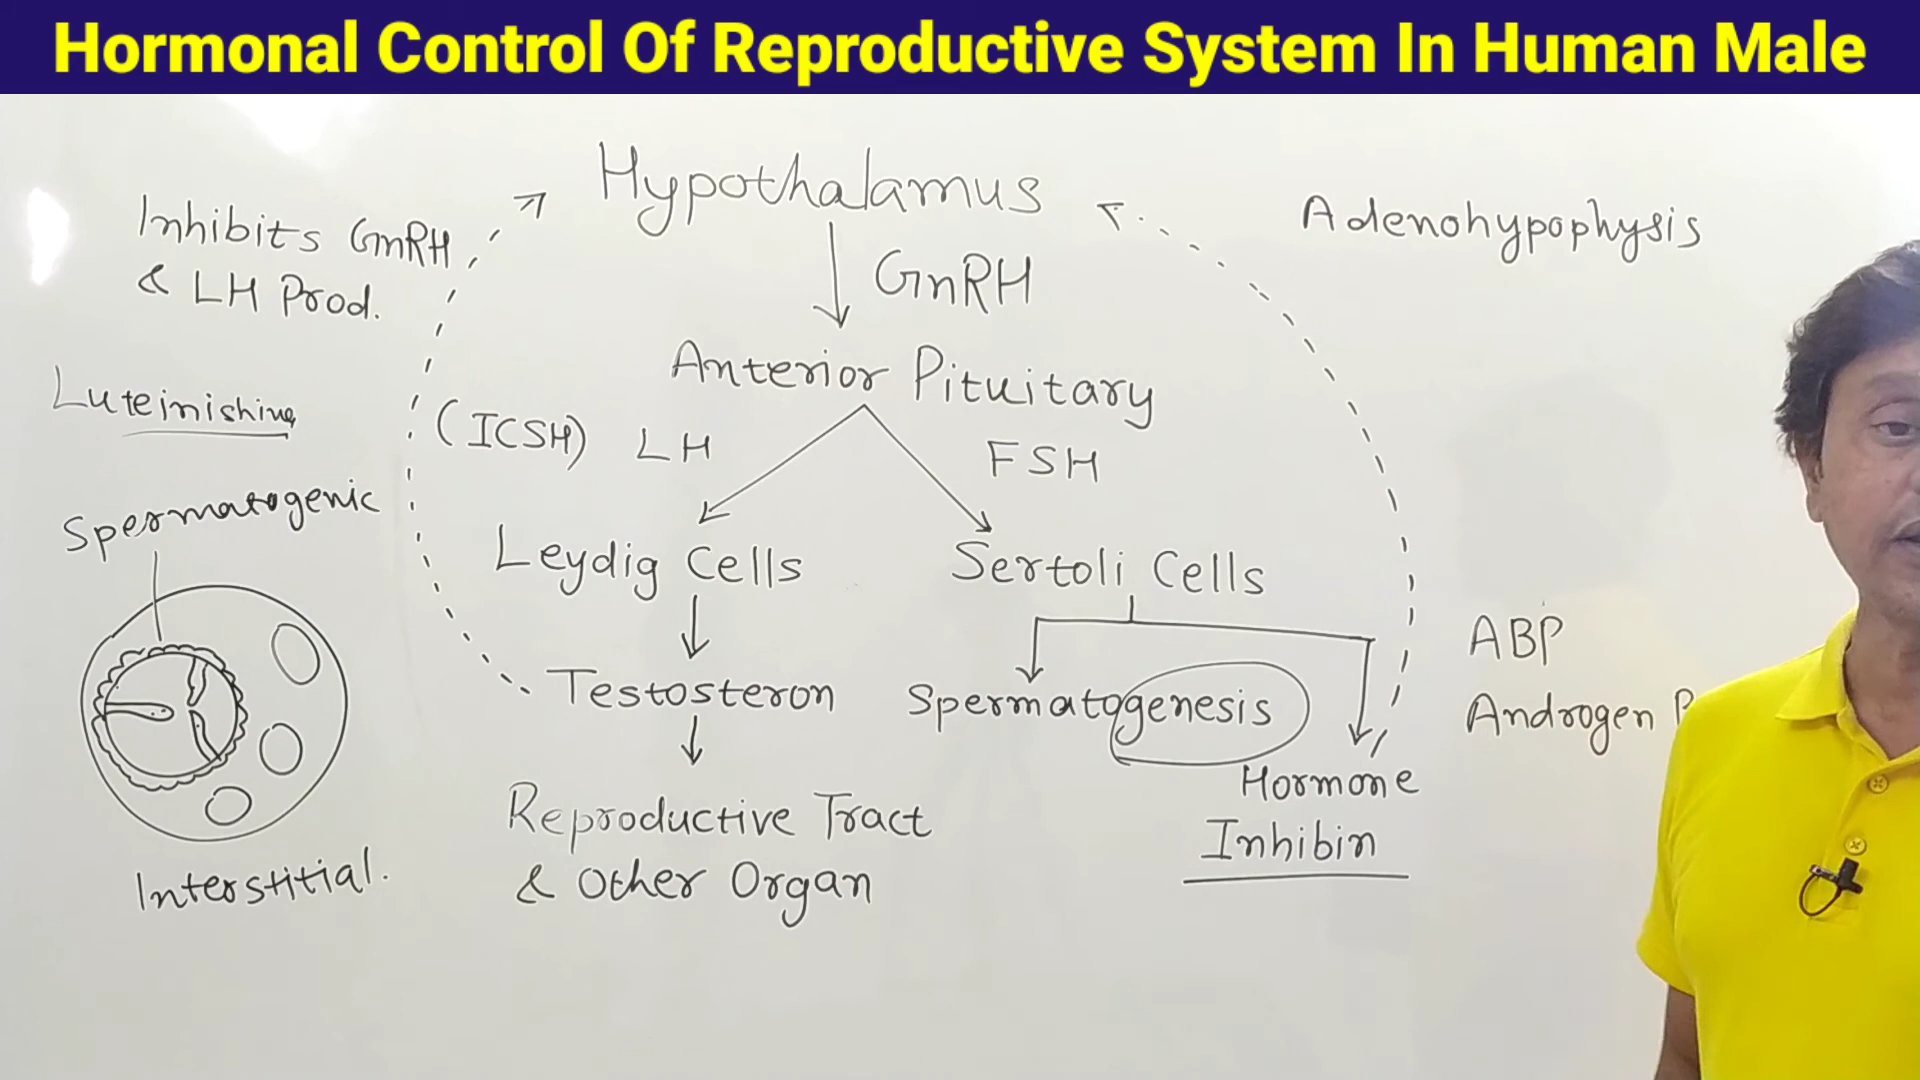 Hormonal Control Of Reproductive System In Human Male
Hypothalamus
Adenohypophysis
Inhibits GnRH
& LH Prod.
GnRH
Anterior Pituitary
Luteinishing
(ICSH) LH
FSH
Spermatogenic
Leydig Cells
Sertoli Cells
ABP
Testosteron
Spermatogenesis
Androgen
Hormone
Inhibin
Reproductive Tract
& Other Organ
Interstitial.